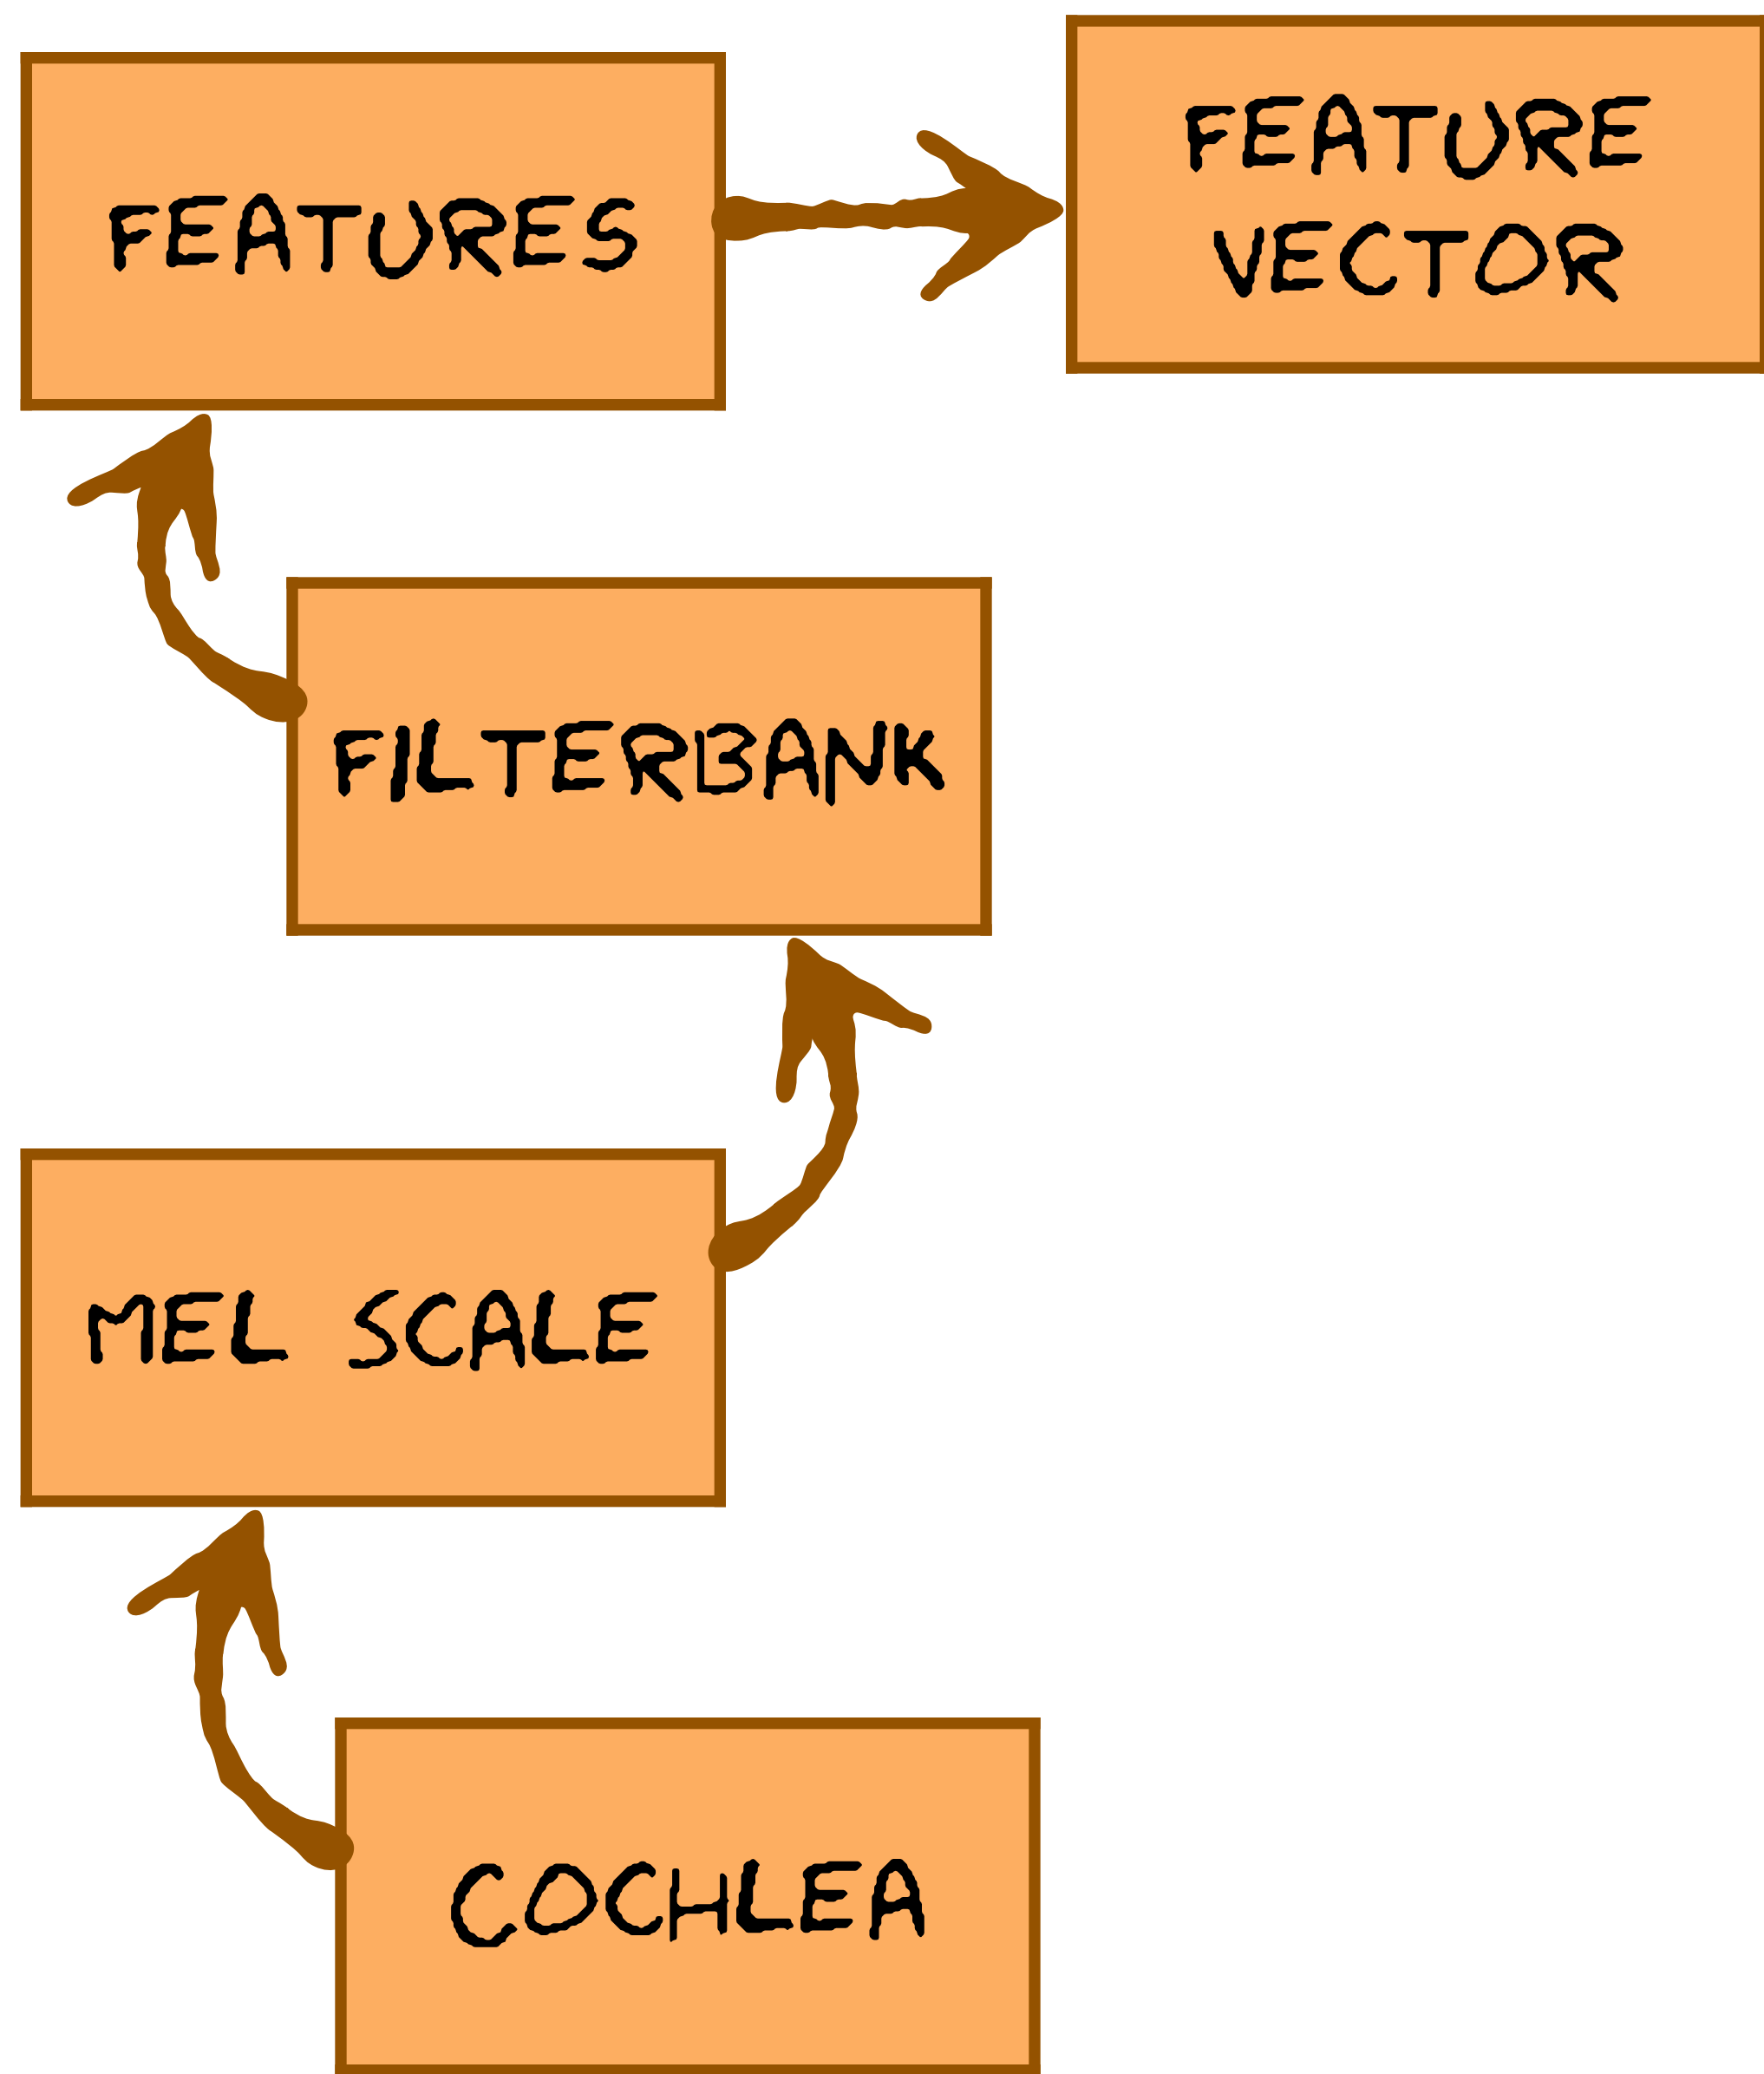 FEATURES
FEATURE
VECTOR
FILTERBANK
MEL SCALE
COCHLEA